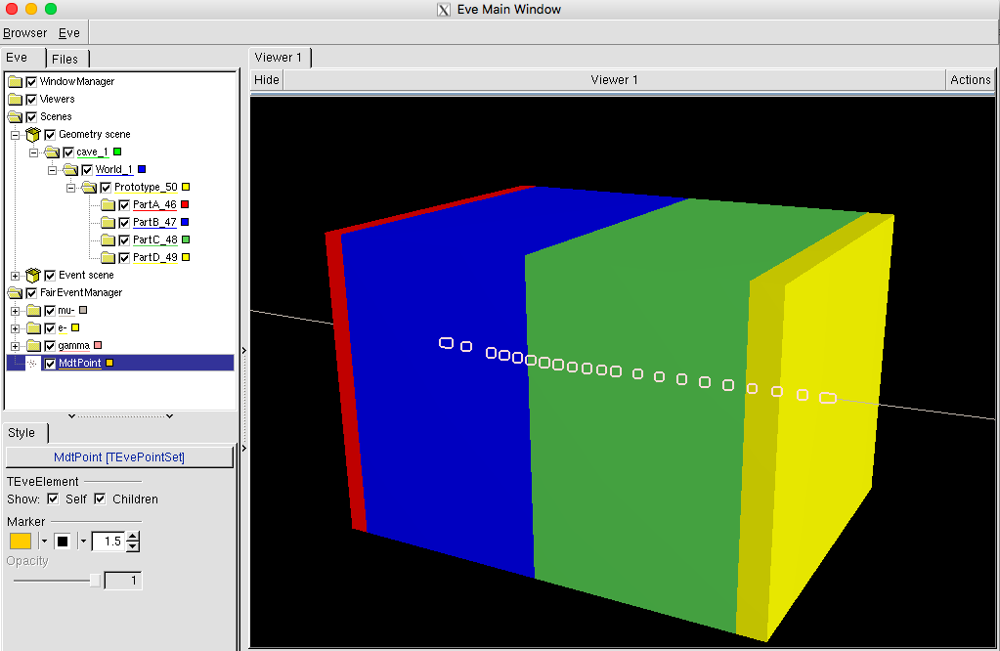 Eve Main Window
Browser Eve
Eve Files
WindowManager
Viewers
Scenes
Geometry scene
cave_1
World_1
Prototype_50
PartA_46
PartB_47
PartC_48
PartD_49
Event scene
FairEventManager
mu-
e-
gamma
MdtPoint
Style
MdtPoint [TEvePointSet]
TEveElement
Show: Self Children
Marker
1.5
Opacity
1
Viewer 1
Hide Viewer 1 Actions